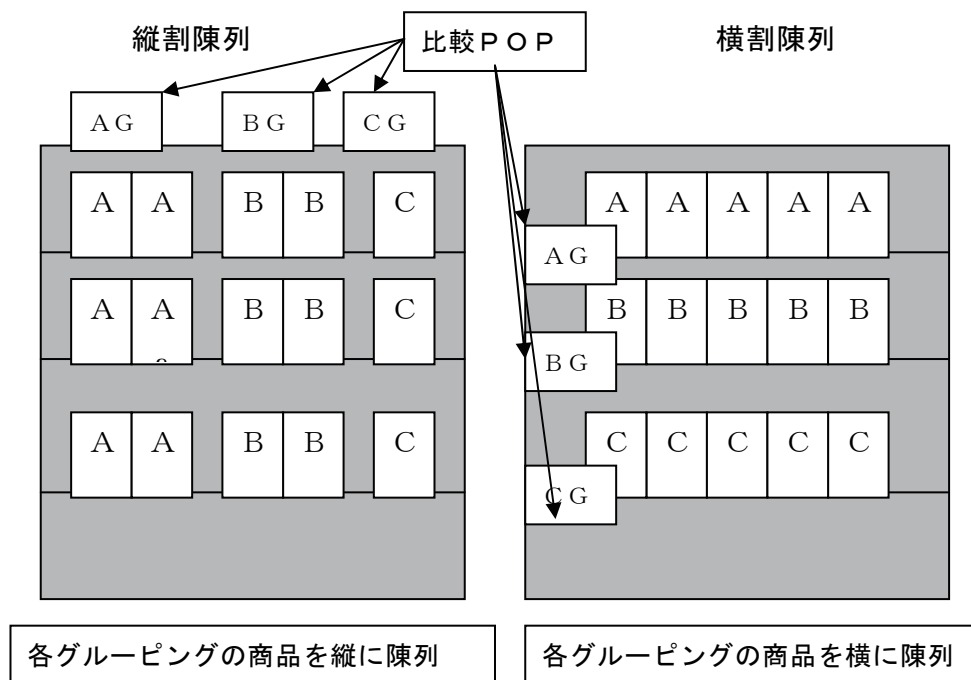 縦割陳列
比較ＰＯＰ
横割陳列
ＡＧ
ＢＧ
ＣＧ
A A B B C
A A B B C
A A B B C
A A A A A
ＡＧ
B B B B B
ＢＧ
C C C C C
ＣＧ
各グルーピングの商品を縦に陳列
各グルーピングの商品を横に陳列